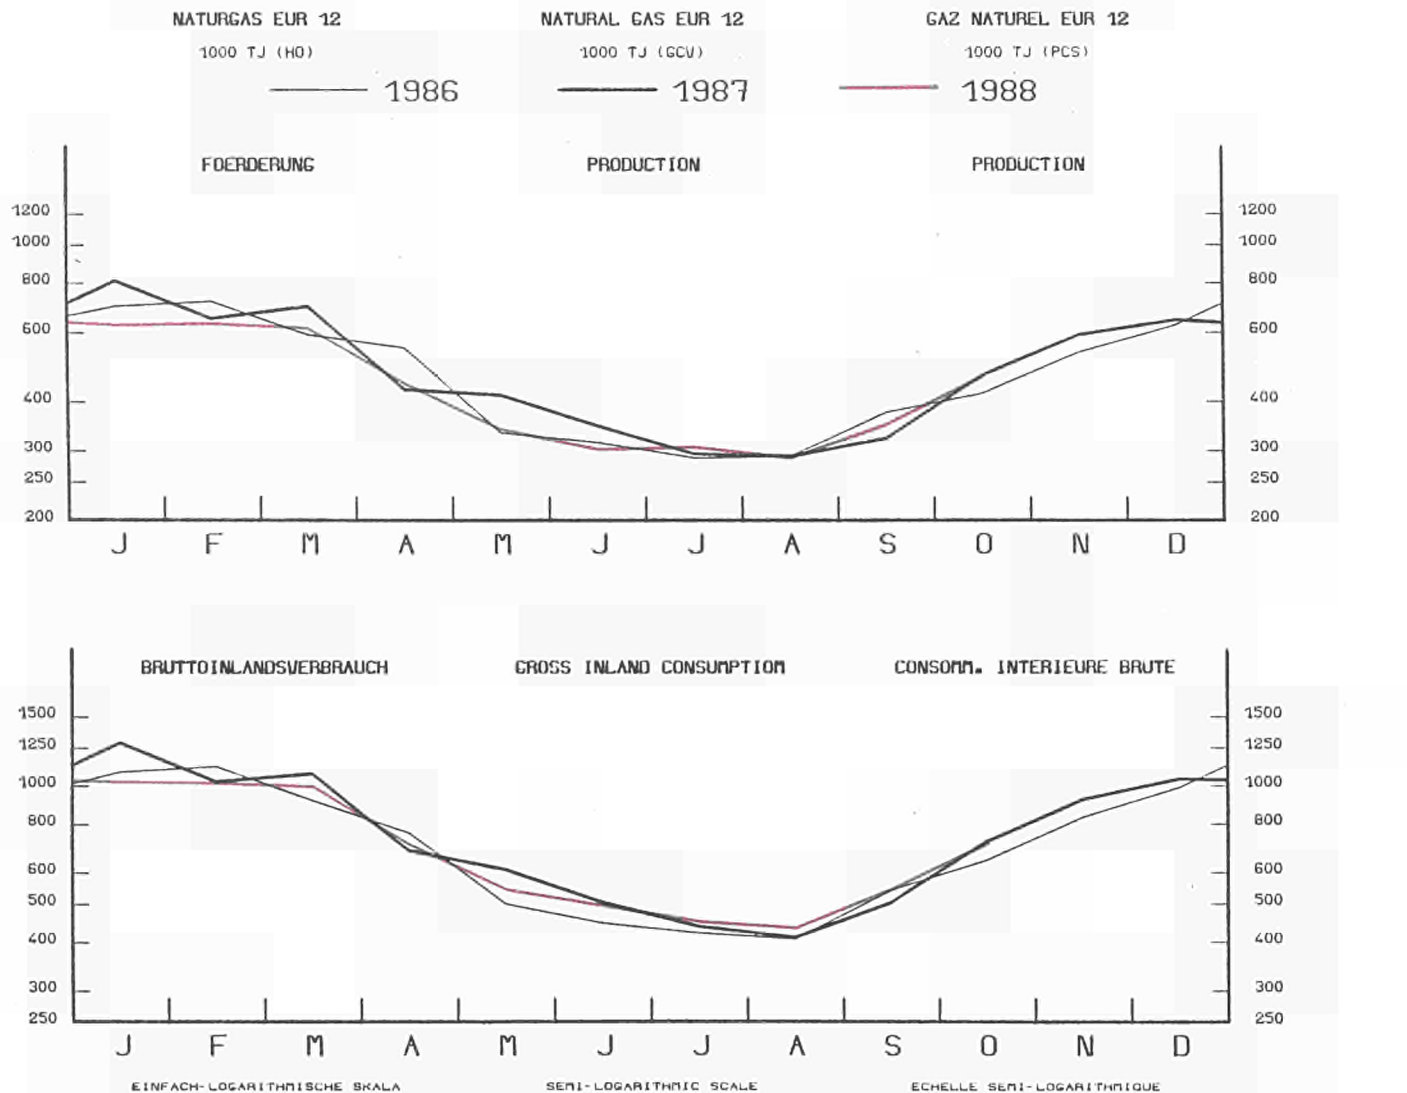 NATURGAS EUR 12 NATURAL GAS EUR 12 GAZ NATUREL EUR 12
1000 TJ (HO) 1000 TJ (GCV) 1000 TJ (PCS)
1986 1987 1988
FOERDERUNG PRODUCTION PRODUCTION
1200 1200
1000 1000
800 800
600 600
400 400
300 300
250 250
200 200
J F M A M J J A S O N D
BRUTTOINLANDSVERBRAUCH GROSS INLAND CONSUMPTION CONSOMM. INTERIEURE BRUTE
1500 1500
1250 1250
1000 1000
800 800
600 600
500 500
400 400
300 300
250 250
J F M A M J J A S O N D
EINFACH-LOGARITHMISCHE SKALA SEMI-LOGARITHMIC SCALE ECHELLE SEMI-LOGARITHMIQUE